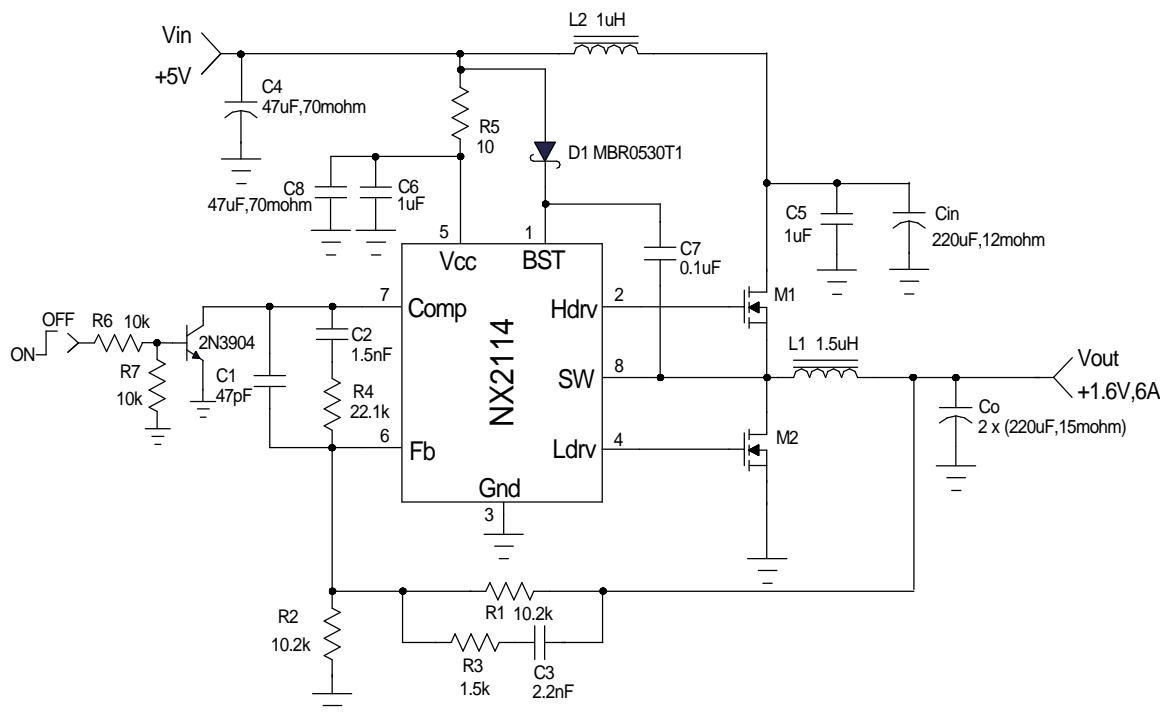 L2 1uH
Vin
+5V
C4
47uF,70mohm
R5
10
D1 MBR0530T1
C8
47uF,70mohm
C6
1uF
C5
1uF
Cin
220uF,12mohm
C7
0.1uF
5
1
Vcc
BST
7
Comp
Hdrv
2
M1
OFF
ON
R6 10k
2N3904
R7
10k
C1
47pF
C2
1.5nF
R4
22.1k
NX2114
SW
8
L1 1.5uH
Vout
+1.6V,6A
Co
2 x (220uF,15mohm)
6
Fb
Ldrv
4
M2
Gnd
3
R2
10.2k
R1 10.2k
R3
1.5k
C3
2.2nF